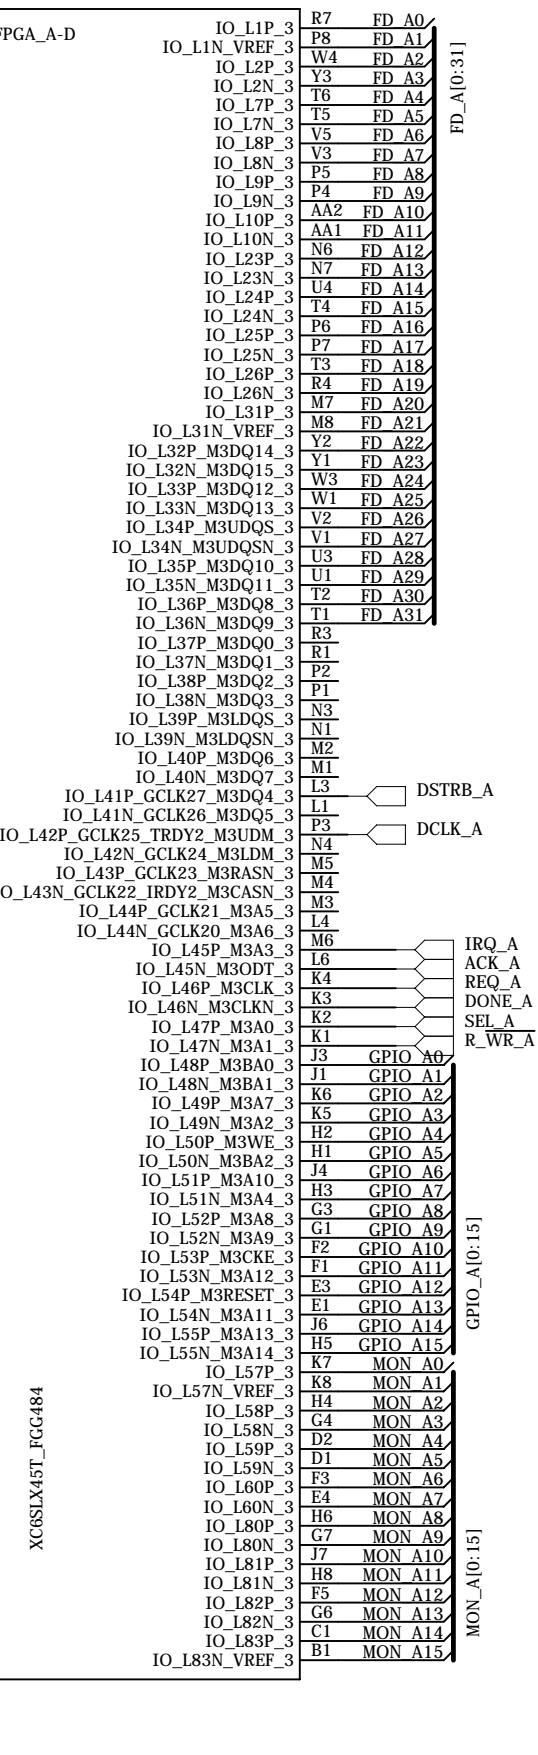 FPGA_A-D
IO_L1P_3 R7 FD_A0
IO_L1N_VREF_3 P8 FD_A1
IO_L2P_3 W4 FD_A2
IO_L2N_3 Y3 FD_A3
IO_L7P_3 T6 FD_A4
IO_L7N_3 T5 FD_A5
IO_L8P_3 V5 FD_A6
IO_L8N_3 V3 FD_A7
IO_L9P_3 P5 FD_A8
IO_L9N_3 P4 FD_A9
IO_L10P_3 AA2 FD_A10
IO_L10N_3 AA1 FD_A11
IO_L23P_3 N6 FD_A12
IO_L23N_3 N7 FD_A13
IO_L24P_3 U4 FD_A14
IO_L24N_3 T4 FD_A15
IO_L25P_3 P6 FD_A16
IO_L25N_3 P7 FD_A17
IO_L26P_3 T3 FD_A18
IO_L26N_3 R4 FD_A19
IO_L31P_3 M7 FD_A20
IO_L31N_VREF_3 M8 FD_A21
IO_L32P_M3DQ14_3 Y2 FD_A22
IO_L32N_M3DQ15_3 Y1 FD_A23
IO_L33P_M3DQ12_3 W3 FD_A24
IO_L33N_M3DQ13_3 W1 FD_A25
IO_L34P_M3UDQS_3 V2 FD_A26
IO_L34N_M3UDQSN_3 V1 FD_A27
IO_L35P_M3DQ10_3 U3 FD_A28
IO_L35N_M3DQ11_3 U1 FD_A29
IO_L36P_M3DQ8_3 T2 FD_A30
IO_L36N_M3DQ9_3 T1 FD_A31
FD_A[0:31]
IO_L37P_M3DQ0_3 R3
IO_L37N_M3DQ1_3 R1
IO_L38P_M3DQ2_3 P2
IO_L38N_M3DQ3_3 P1
IO_L39P_M3LDQS_3 N3
IO_L39N_M3LDQSN_3 N1
IO_L40P_M3DQ6_3 M2
IO_L40N_M3DQ7_3 M1
IO_L41P_GCLK27_M3DQ4_3 L3 DSTRB_A
IO_L41N_GCLK26_M3DQ5_3 L1
IO_L42P_GCLK25_TRDY2_M3UDM_3 P3 DCLK_A
IO_L42N_GCLK24_M3LDM_3 N4
IO_L43P_GCLK23_M3RASN_3 M5
IO_L43N_GCLK22_IRDY2_M3CASN_3 M4
IO_L44P_GCLK21_M3A5_3 M3
IO_L44N_GCLK20_M3A6_3 L4
IO_L45P_M3A3_3 M6 IRQ_A
IO_L45N_M3ODT_3 L6 ACK_A
IO_L46P_M3CLK_3 K4 REQ_A
IO_L46N_M3CLKN_3 K3 DONE_A
IO_L47P_M3A0_3 K2 SEL_A
IO_L47N_M3A1_3 K1 R_WR_A
IO_L48P_M3BA0_3 J3 GPIO_A0
IO_L48N_M3BA1_3 J1 GPIO_A1
IO_L49P_M3A7_3 K6 GPIO_A2
IO_L49N_M3A2_3 K5 GPIO_A3
IO_L50P_M3WE_3 H2 GPIO_A4
IO_L50N_M3BA2_3 H1 GPIO_A5
IO_L51P_M3A10_3 J4 GPIO_A6
IO_L51N_M3A4_3 H3 GPIO_A7
IO_L52P_M3A8_3 G3 GPIO_A8
IO_L52N_M3A9_3 G1 GPIO_A9
IO_L53P_M3CKE_3 F2 GPIO_A10
IO_L53N_M3A12_3 F1 GPIO_A11
IO_L54P_M3RESET_3 E3 GPIO_A12
IO_L54N_M3A11_3 E1 GPIO_A13
IO_L55P_M3A13_3 J6 GPIO_A14
IO_L55N_M3A14_3 H5 GPIO_A15
GPIO_A[0:15]
IO_L57P_3 K7 MON_A0
IO_L57N_VREF_3 K8 MON_A1
IO_L58P_3 H4 MON_A2
IO_L58N_3 G4 MON_A3
IO_L59P_3 D2 MON_A4
IO_L59N_3 D1 MON_A5
IO_L60P_3 F3 MON_A6
IO_L60N_3 E4 MON_A7
IO_L80P_3 H6 MON_A8
IO_L80N_3 G7 MON_A9
IO_L81P_3 J7 MON_A10
IO_L81N_3 H8 MON_A11
IO_L82P_3 F5 MON_A12
IO_L82N_3 G6 MON_A13
IO_L83P_3 C1 MON_A14
IO_L83N_VREF_3 B1 MON_A15
MON_A[0:15]
XC6SLX45T_FGG484